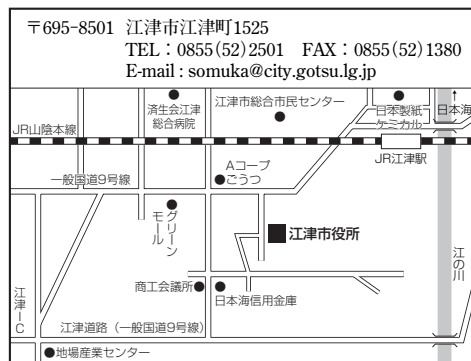 〒695-8501 江津市江津町1525
TEL：0855(52)2501 FAX：0855(52)1380
E-mail : somuka@city.gotsu.lg.jp
済生会江津
総合病院
江津市総合市民センター
日本製紙
ケミカル
↑
日本海
JR山陰本線
JR江津駅
Aコープ
ごうつ
一般国道9号線
グリーン
モール
江津市役所
江の川
商工会議所
日本海信用金庫
江津IC
江津道路（一般国道9号線）
地場産業センター